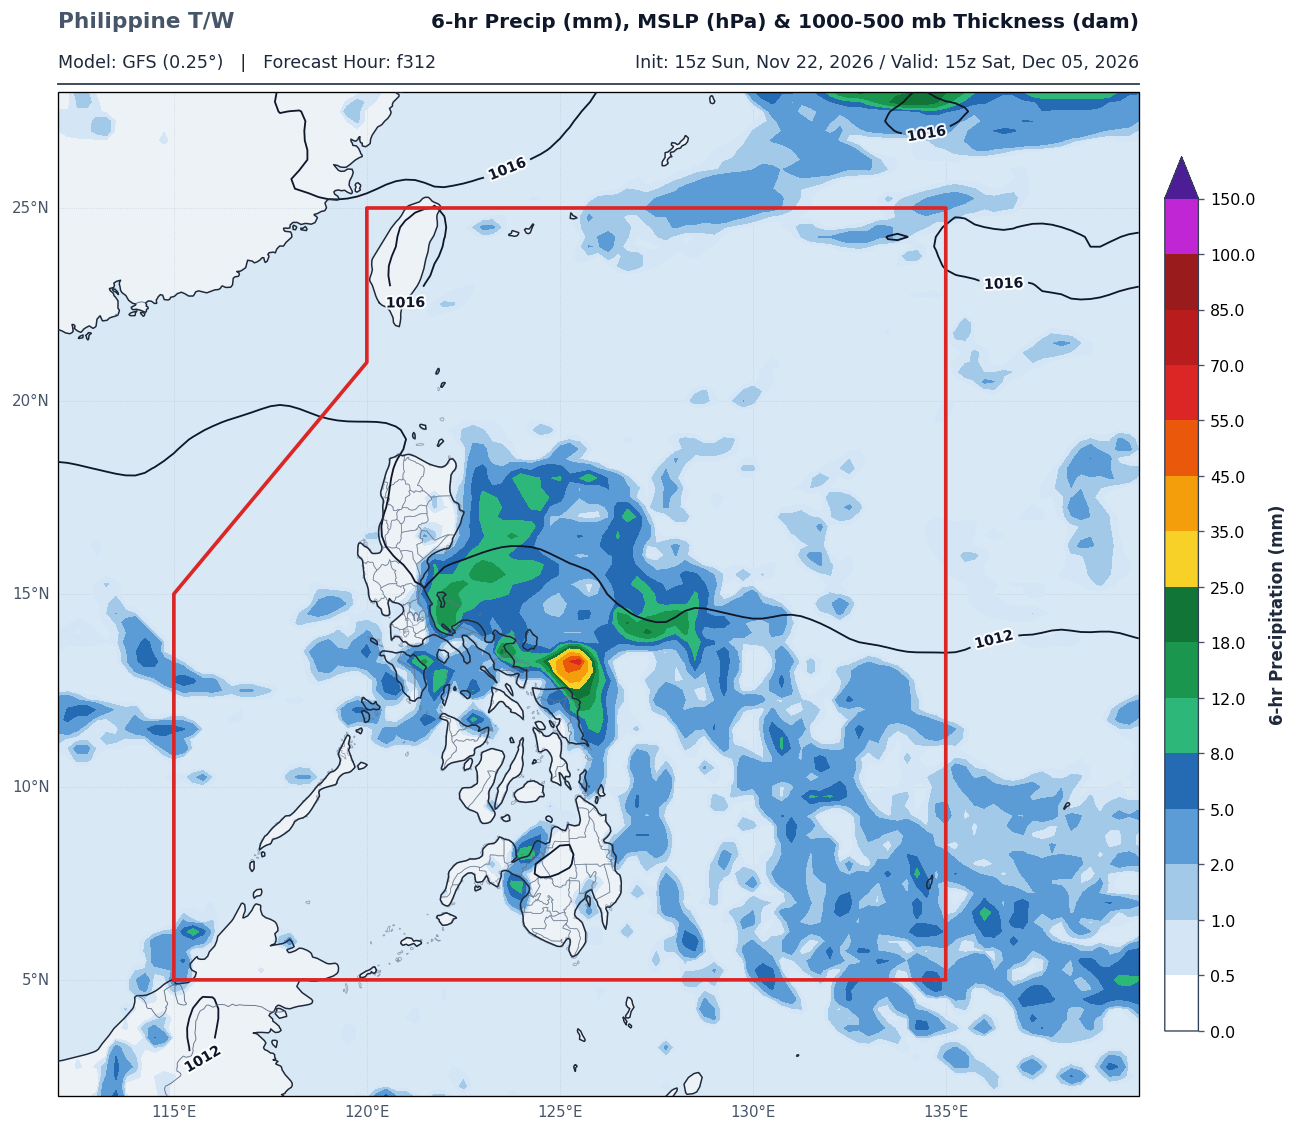 Philippine T/W
6-hr Precip (mm), MSLP (hPa) & 1000-500 mb Thickness (dam)
Model: GFS (0.25°) | Forecast Hour: f312
Init: 15z Sun, Nov 22, 2026 / Valid: 15z Sat, Dec 05, 2026
1016
1016
1016
1016
1012
1012
25°N
20°N
15°N
10°N
5°N
115°E
120°E
125°E
130°E
135°E
150.0
100.0
85.0
70.0
55.0
45.0
35.0
25.0
18.0
12.0
8.0
5.0
2.0
1.0
0.5
0.0
6-hr Precipitation (mm)